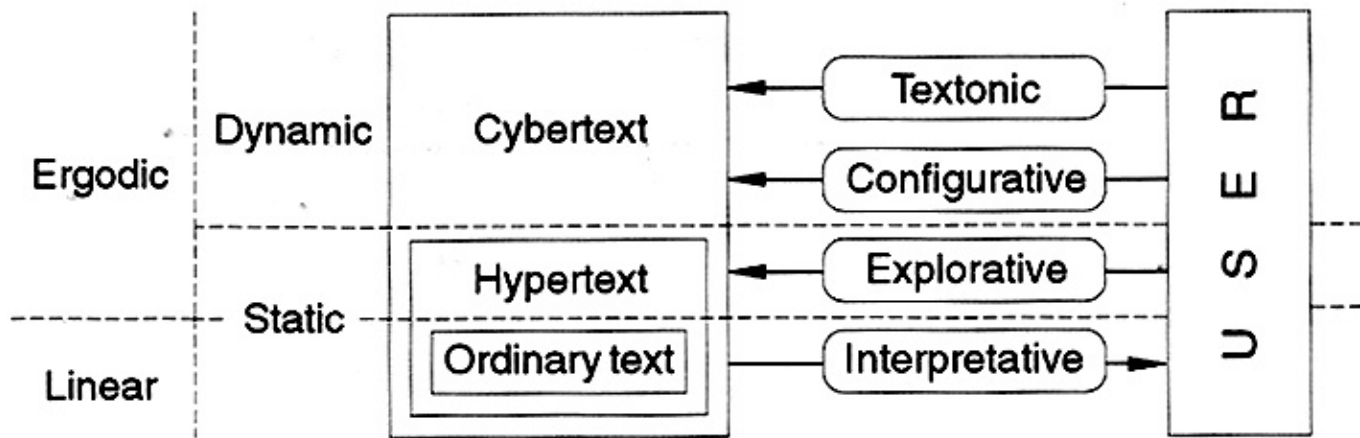 Textonic
Dynamic
Cybertext
Ergodic
Configurative
Hypertext
Explorative
Static
Ordinary text
Interpretative
Linear
USER